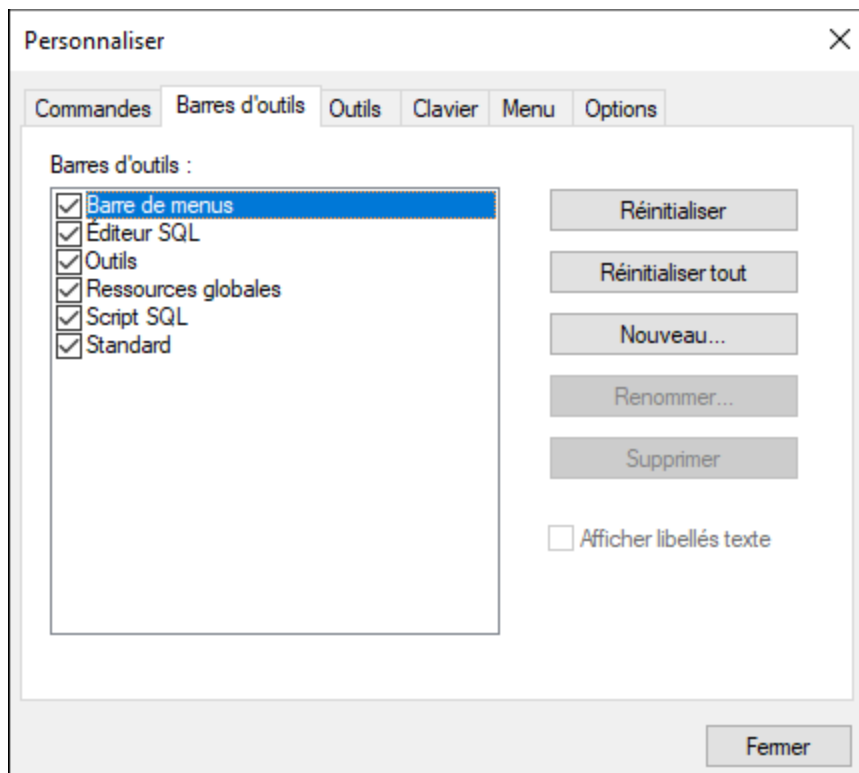 Personnaliser
Commandes Barres d'outils Outils Clavier Menu Options
Barres d'outils :
Barre de menus
Éditeur SQL
Outils
Ressources globales
Script SQL
Standard
Réinitialiser
Réinitialiser tout
Nouveau...
Renommer...
Supprimer
Afficher libellés texte
Fermer